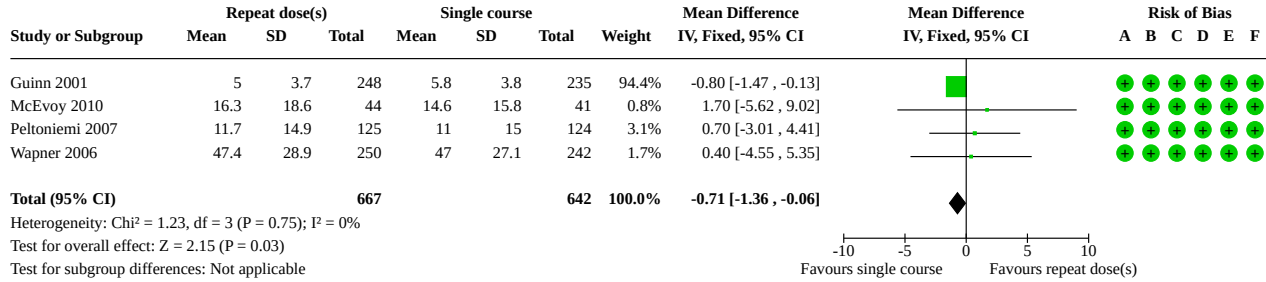 Repeat dose(s) Single course Mean Difference Mean Difference Risk of Bias
Study or Subgroup Mean SD Total Mean SD Total Weight IV, Fixed, 95% CI IV, Fixed, 95% CI A B C D E F
Guinn 2001 5 3.7 248 5.8 3.8 235 94.4% -0.80 [-1.47 , -0.13] + + + + + +
McEvoy 2010 16.3 18.6 44 14.6 15.8 41 0.8% 1.70 [-5.62 , 9.02] + + + + + +
Peltoniemi 2007 11.7 14.9 125 11 15 124 3.1% 0.70 [-3.01 , 4.41] + + + + + +
Wapner 2006 47.4 28.9 250 47 27.1 242 1.7% 0.40 [-4.55 , 5.35] + + + + + +
Total (95% CI) 667 642 100.0% -0.71 [-1.36 , -0.06]
Heterogeneity: Chi² = 1.23, df = 3 (P = 0.75); I² = 0%
Test for overall effect: Z = 2.15 (P = 0.03)
-10 -5 0 5 10
Test for subgroup differences: Not applicable Favours single course Favours repeat dose(s)